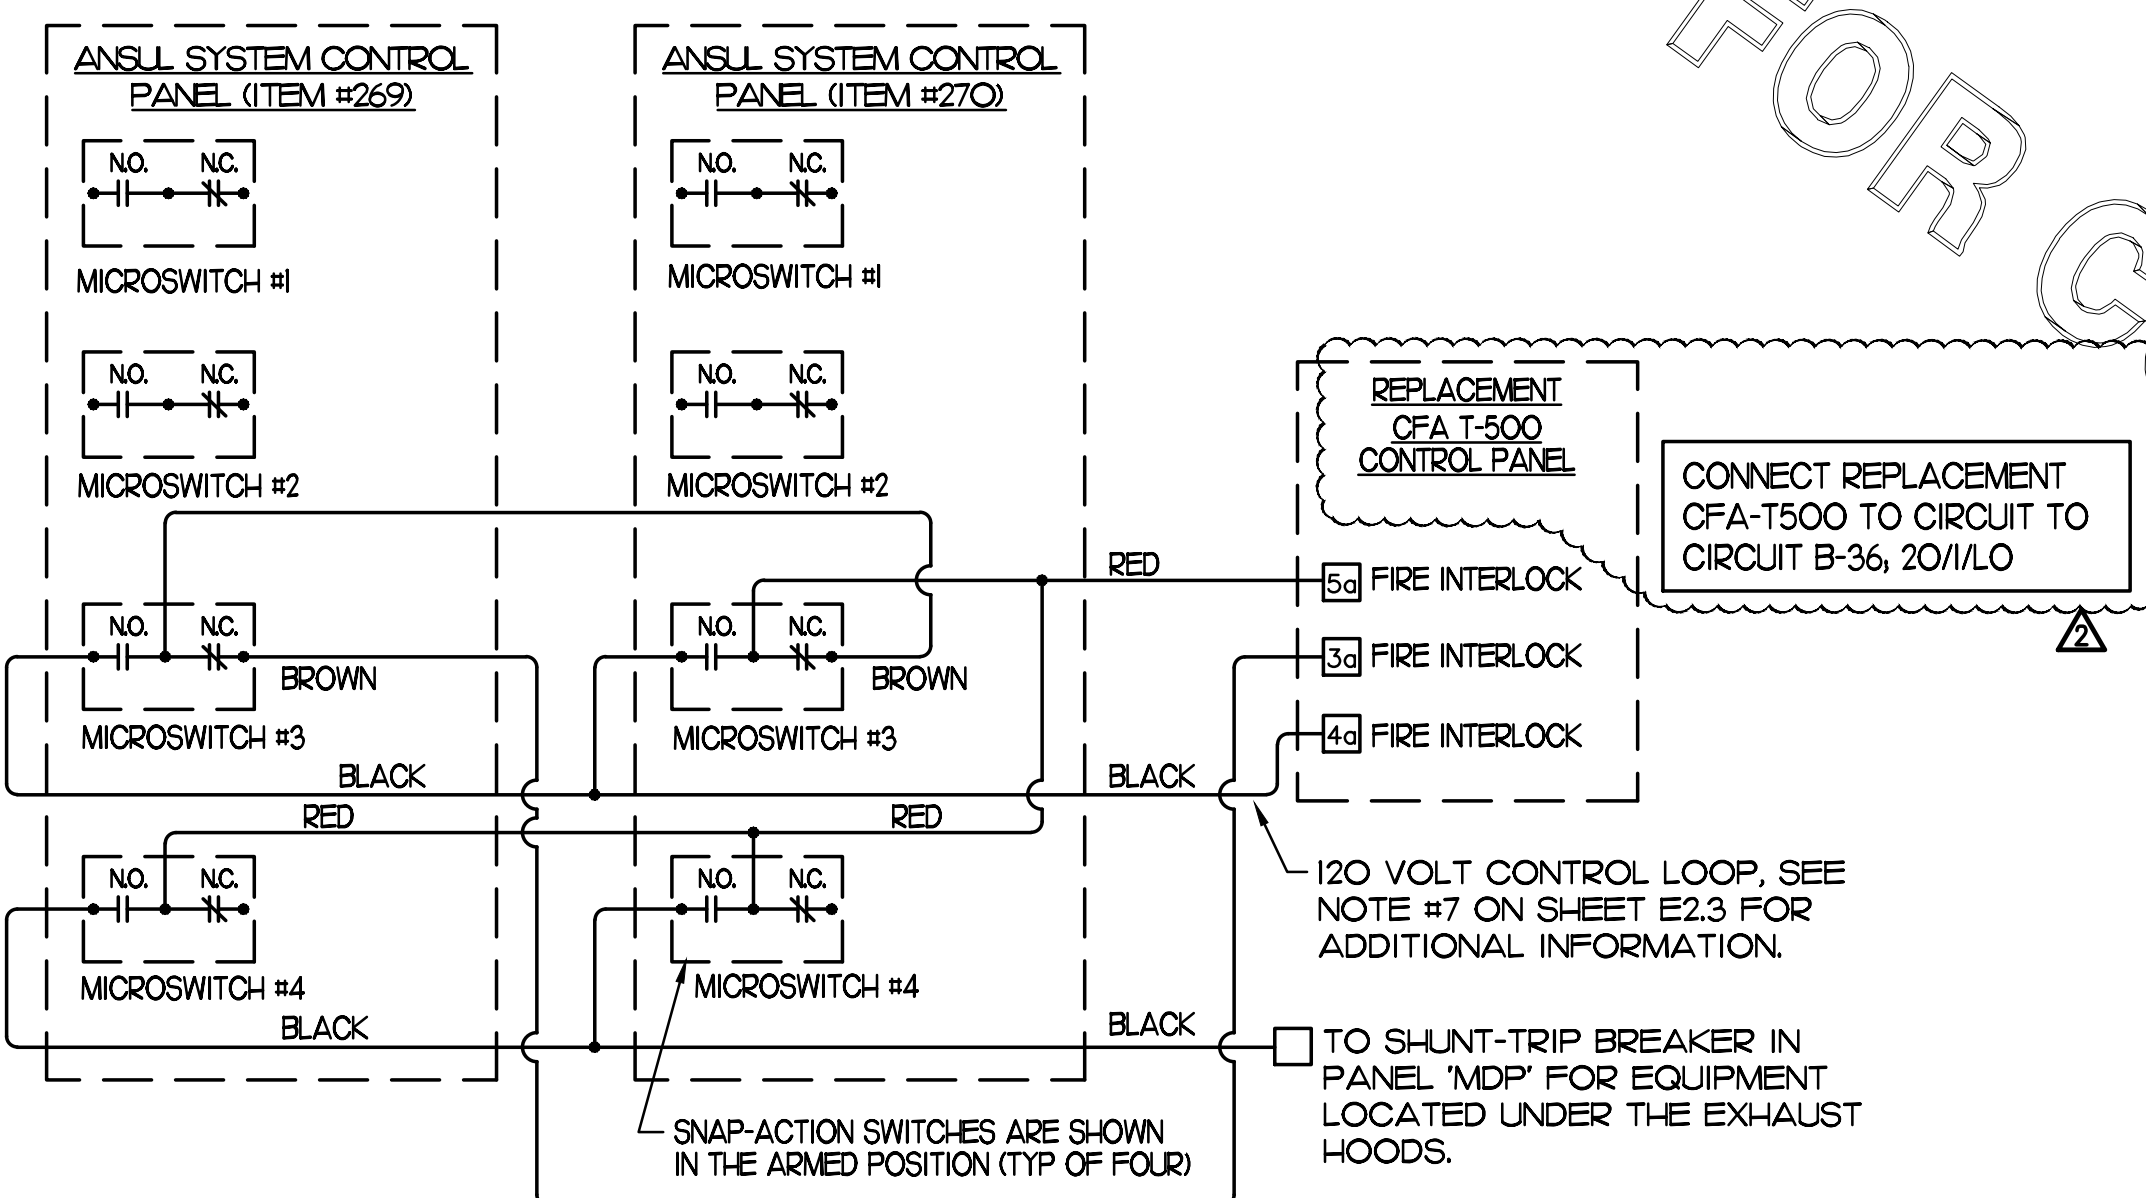 ANSUL SYSTEM CONTROL
PANEL (ITEM #269)
N.O. N.C.
MICROSWITCH #1
N.O. N.C.
MICROSWITCH #2
N.O. N.C.
BROWN
MICROSWITCH #3
BLACK
RED
N.O. N.C.
MICROSWITCH #4
BLACK
ANSUL SYSTEM CONTROL
PANEL (ITEM #270)
N.O. N.C.
MICROSWITCH #1
N.O. N.C.
MICROSWITCH #2
N.O. N.C.
BROWN
MICROSWITCH #3
RED
N.O. N.C.
MICROSWITCH #4
SNAP-ACTION SWITCHES ARE SHOWN
IN THE ARMED POSITION (TYP OF FOUR)
RED
BLACK
BLACK
REPLACEMENT
CFA T-500
CONTROL PANEL
5a FIRE INTERLOCK
3a FIRE INTERLOCK
4a FIRE INTERLOCK
CONNECT REPLACEMENT
CFA-T500 TO CIRCUIT TO
CIRCUIT B-36; 20/1/LO
2
120 VOLT CONTROL LOOP, SEE
NOTE #7 ON SHEET E2.3 FOR
ADDITIONAL INFORMATION.
TO SHUNT-TRIP BREAKER IN
PANEL 'MDP' FOR EQUIPMENT
LOCATED UNDER THE EXHAUST
HOODS.
FOR C